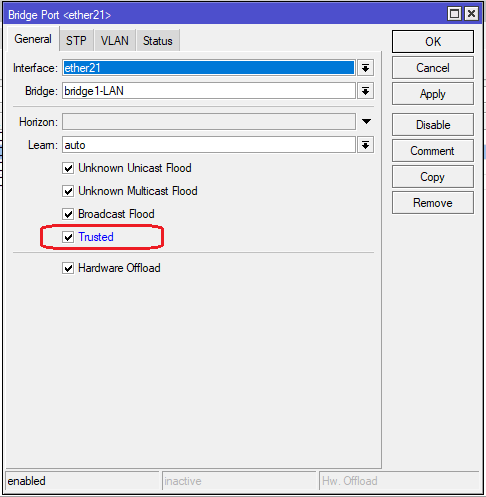 Bridge Port <ether21>
General STP VLAN Status
Interface: ether21
Bridge: bridge1-LAN
Horizon:
Learn: auto
Unknown Unicast Flood
Unknown Multicast Flood
Broadcast Flood
Trusted
Hardware Offload
OK
Cancel
Apply
Disable
Comment
Copy
Remove
enabled inactive Hw. Offload